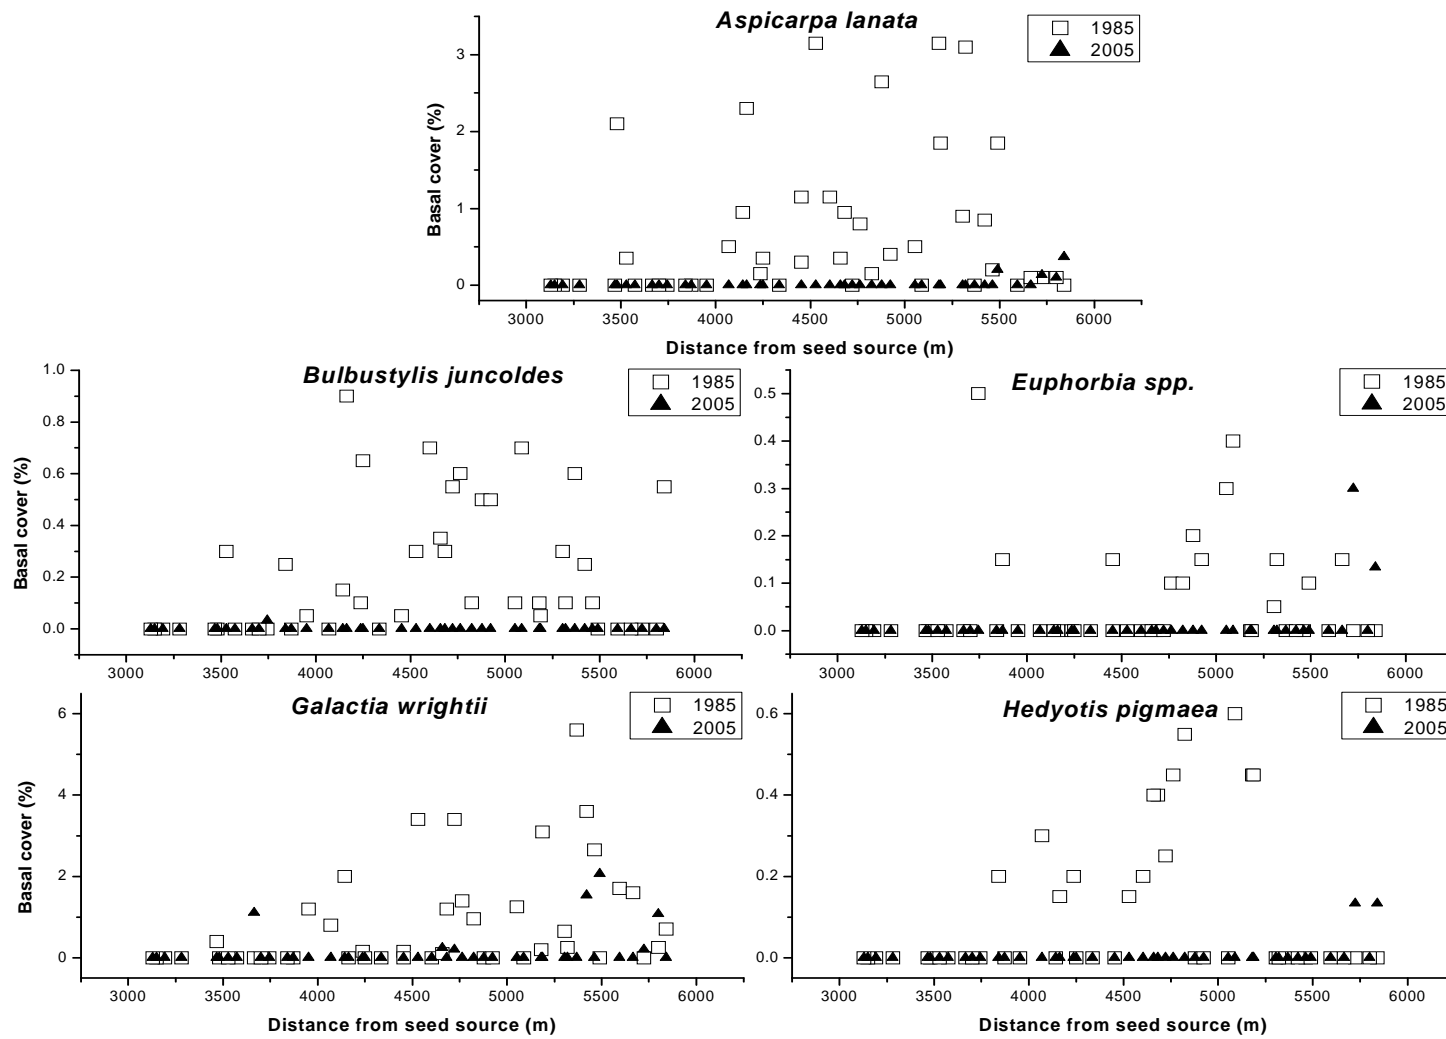 Aspicarpa lanata
1985
2005
Basal cover (%)
3
2
1
0
3000 3500 4000 4500 5000 5500 6000
Distance from seed source (m)
Bulbustylis juncoldes
1985
2005
Basal cover (%)
1.0
0.8
0.6
0.4
0.2
0.0
3000 3500 4000 4500 5000 5500 6000
Euphorbia spp.
1985
2005
0.5
0.4
0.3
0.2
0.1
0.0
3000 3500 4000 4500 5000 5500 6000
Galactia wrightii
1985
2005
Basal cover (%)
6
4
2
0
3000 3500 4000 4500 5000 5500 6000
Distance from seed source (m)
Hedyotis pigmaea
1985
2005
0.6
0.4
0.2
0.0
3000 3500 4000 4500 5000 5500 6000
Distance from seed source (m)